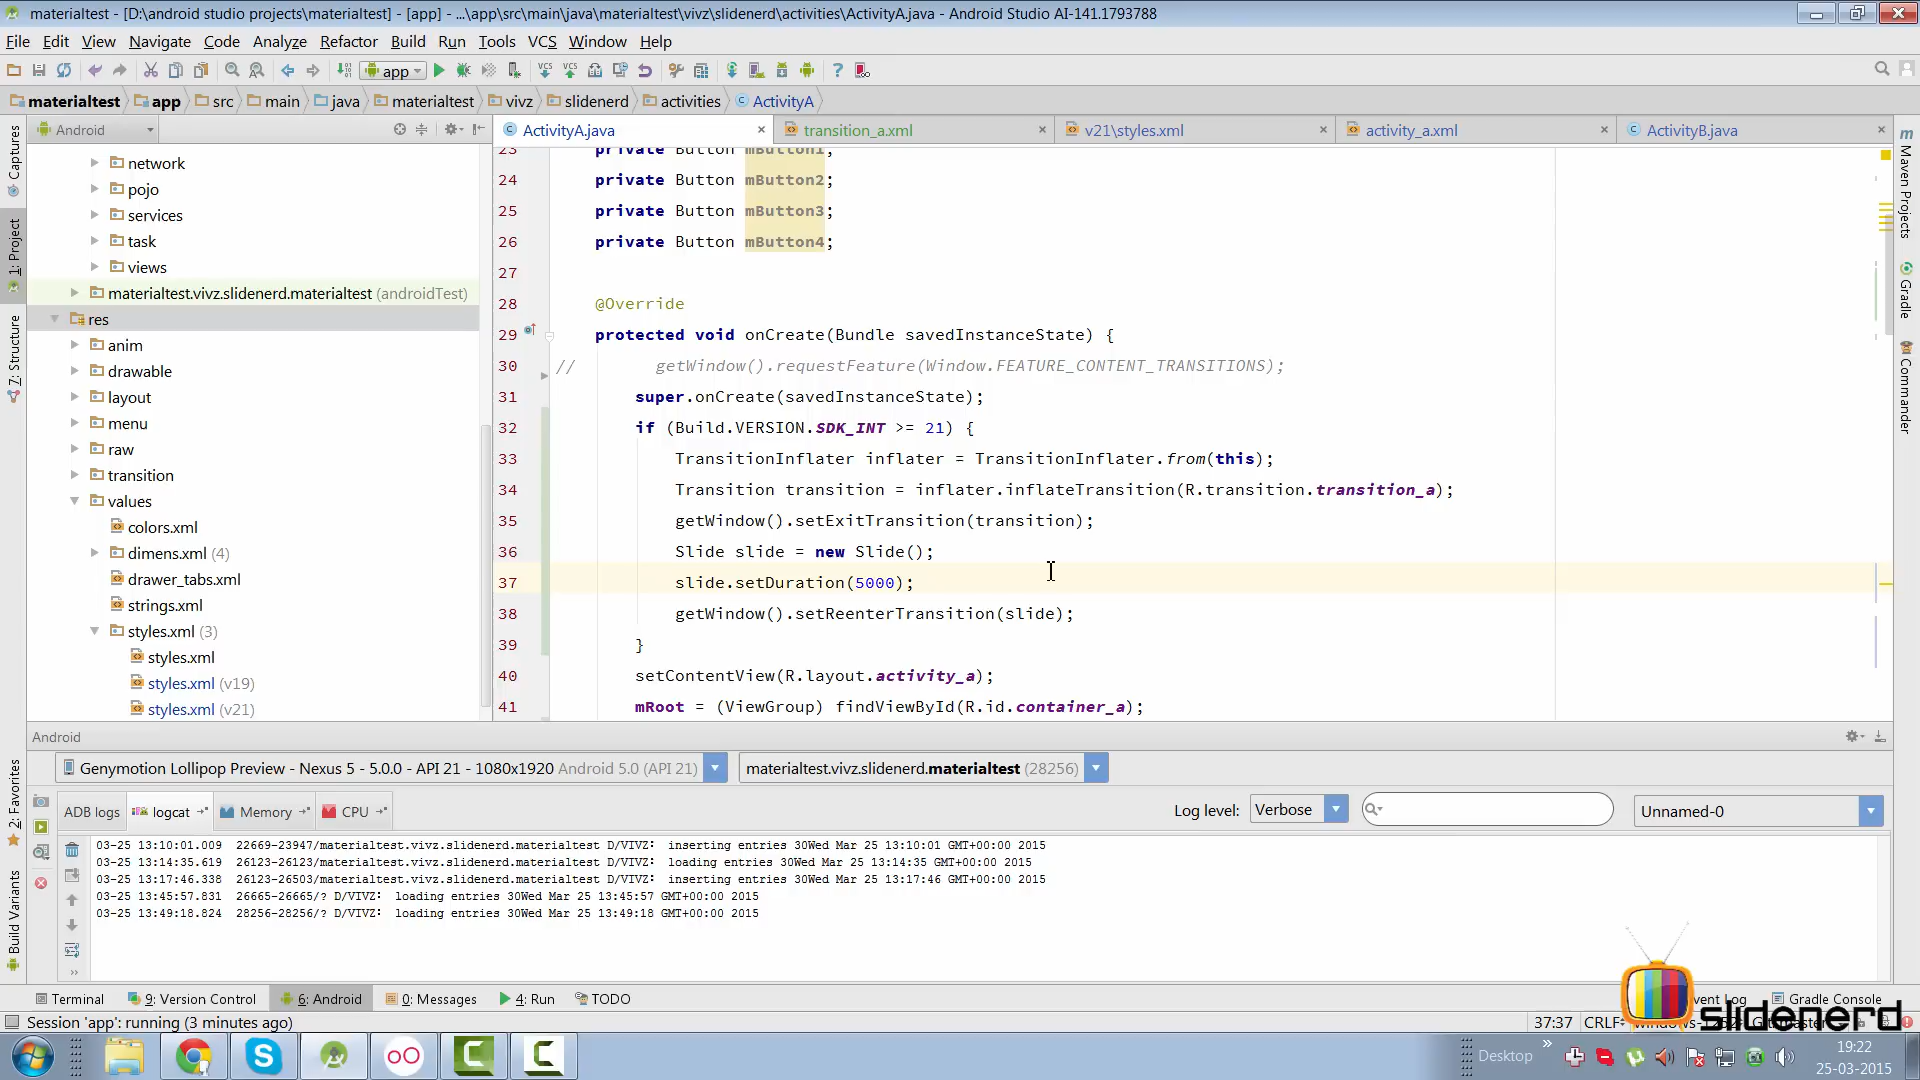 materialtest - [D:\android studio projects\materialtest] - [app] - ...\app\src\main\java\materialtest\vivz\slidenerd\activities\ActivityA.java - Android Studio AI-141.1793788
File Edit View Navigate Code Analyze Refactor Build Run Tools VCS Window Help
app
materialtest app src main java materialtest vivz slidenerd activities ActivityA
Android
ActivityA.java transition_a.xml v21\styles.xml activity_a.xml ActivityB.java
Captures
1: Project
7: Structure
2: Favorites
Build Variants
network
pojo
services
task
views
materialtest.vivz.slidenerd.materialtest (androidTest)
res
anim
drawable
layout
menu
raw
transition
values
colors.xml
dimens.xml (4)
drawer_tabs.xml
strings.xml
styles.xml (3)
styles.xml
styles.xml (v19)
styles.xml (v21)
23 private Button mButton1;
24 private Button mButton2;
25 private Button mButton3;
26 private Button mButton4;
27
28 @Override
29 protected void onCreate(Bundle savedInstanceState) {
30 // getWindow().requestFeature(Window.FEATURE_CONTENT_TRANSITIONS);
31 super.onCreate(savedInstanceState);
32 if (Build.VERSION.SDK_INT >= 21) {
33 TransitionInflater inflater = TransitionInflater.from(this);
34 Transition transition = inflater.inflateTransition(R.transition.transition_a);
35 getWindow().setExitTransition(transition);
36 Slide slide = new Slide();
37 slide.setDuration(5000);
38 getWindow().setReenterTransition(slide);
39 }
40 setContentView(R.layout.activity_a);
41 mRoot = (ViewGroup) findViewById(R.id.container_a);
Maven Projects
Gradle
Commander
Android
Genymotion Lollipop Preview - Nexus 5 - 5.0.0 - API 21 - 1080x1920 Android 5.0 (API 21)
materialtest.vivz.slidenerd.materialtest (28256)
ADB logs logcat Memory CPU
Log level: Verbose
Unnamed-0
03-25 13:10:01.009 22669-23947/materialtest.vivz.slidenerd.materialtest D/VIVZ: inserting entries 30Wed Mar 25 13:10:01 GMT+00:00 2015
03-25 13:14:35.619 26123-26123/materialtest.vivz.slidenerd.materialtest D/VIVZ: loading entries 30Wed Mar 25 13:14:35 GMT+00:00 2015
03-25 13:17:46.338 26123-26503/materialtest.vivz.slidenerd.materialtest D/VIVZ: inserting entries 30Wed Mar 25 13:17:46 GMT+00:00 2015
03-25 13:45:57.831 26665-26665/? D/VIVZ: loading entries 30Wed Mar 25 13:45:57 GMT+00:00 2015
03-25 13:49:18.824 28256-28256/? D/VIVZ: loading entries 30Wed Mar 25 13:49:18 GMT+00:00 2015
Terminal 9: Version Control 6: Android 0: Messages 4: Run TODO
Gradle Console
Session 'app': running (3 minutes ago)
37:37 CRLF
slidenerd
Desktop
19:22
25-03-2015